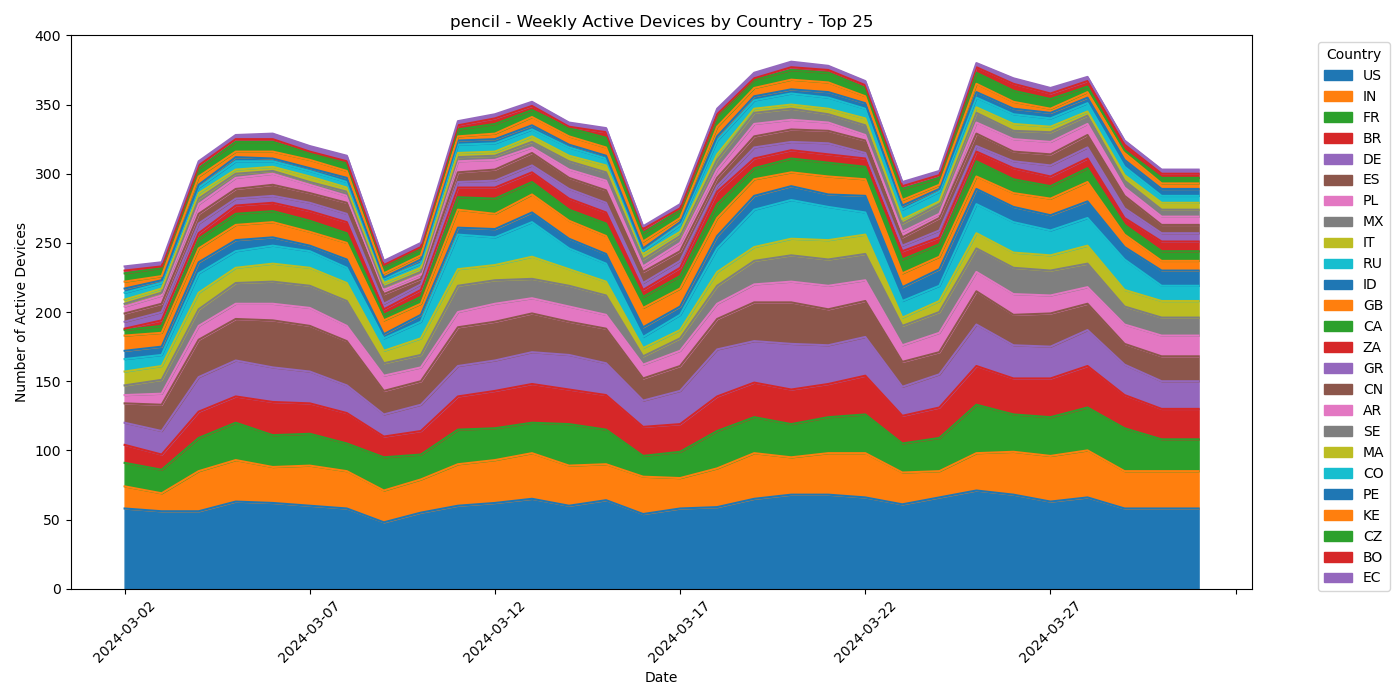 pencil - Weekly Active Devices by Country - Top 25
Number of Active Devices
400
350
300
250
200
150
100
50
0
2024-03-02
2024-03-07
2024-03-12
2024-03-17
2024-03-22
2024-03-27
Date
Country
US
IN
FR
BR
DE
ES
PL
MX
IT
RU
ID
GB
CA
ZA
GR
CN
AR
SE
MA
CO
PE
KE
CZ
BO
EC